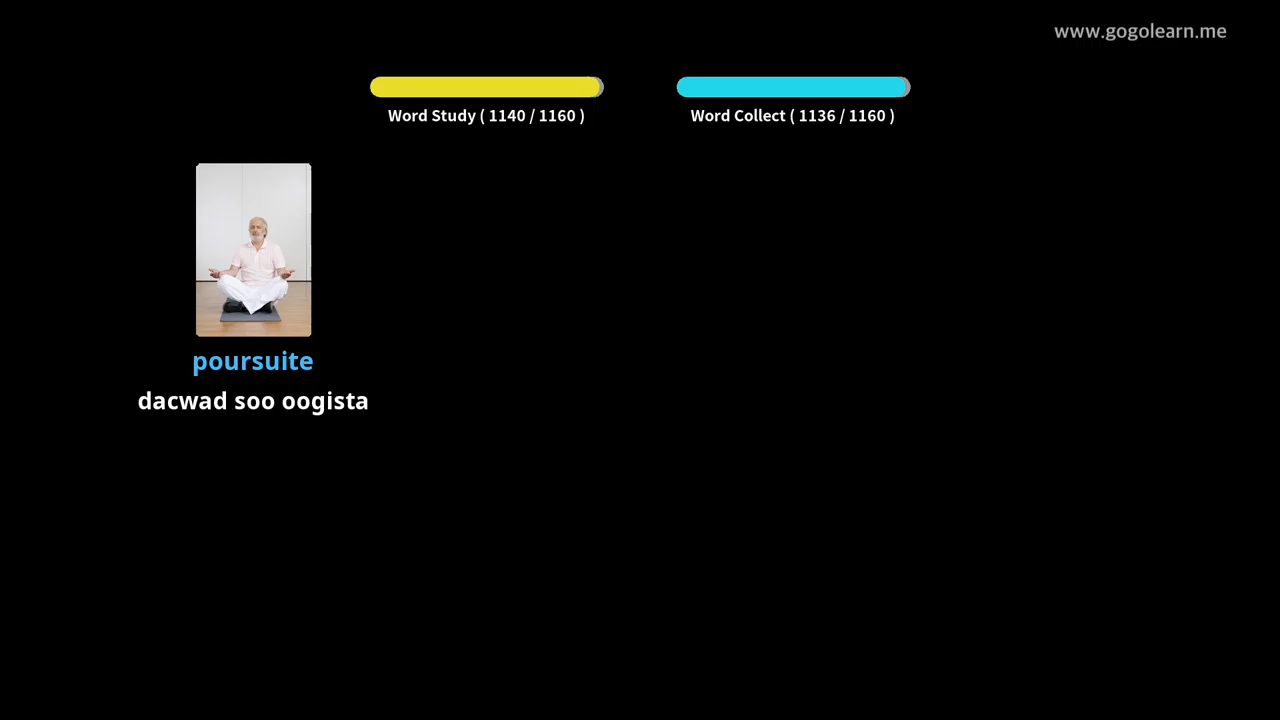 www.gogolearn.me
Word Study ( 1140 / 1160 )
Word Collect ( 1136 / 1160 )
poursuite
dacwad soo oogista